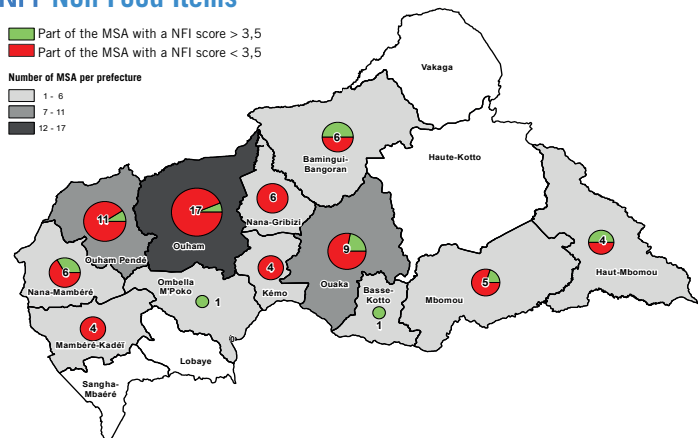 NFI Non Food Items
Part of the MSA with a NFI score > 3,5
Part of the MSA with a NFI score < 3,5
Number of MSA per prefecture
1 - 6
7 - 11
12 - 17
Vakaga
6
Bamingui-
Bangoran
Haute-Kotto
6
Nana-Gribizi
17
Ouham
11
Ouham Pendé
9
Ouaka
4
Haut-Mbomou
6
Nana-Mambéré
4
Kémo
Ombella
M'Poko
1
5
Mbomou
Basse-
Kotto
1
4
Mambéré-Kadéï
Lobaye
Sangha-
Mbaéré